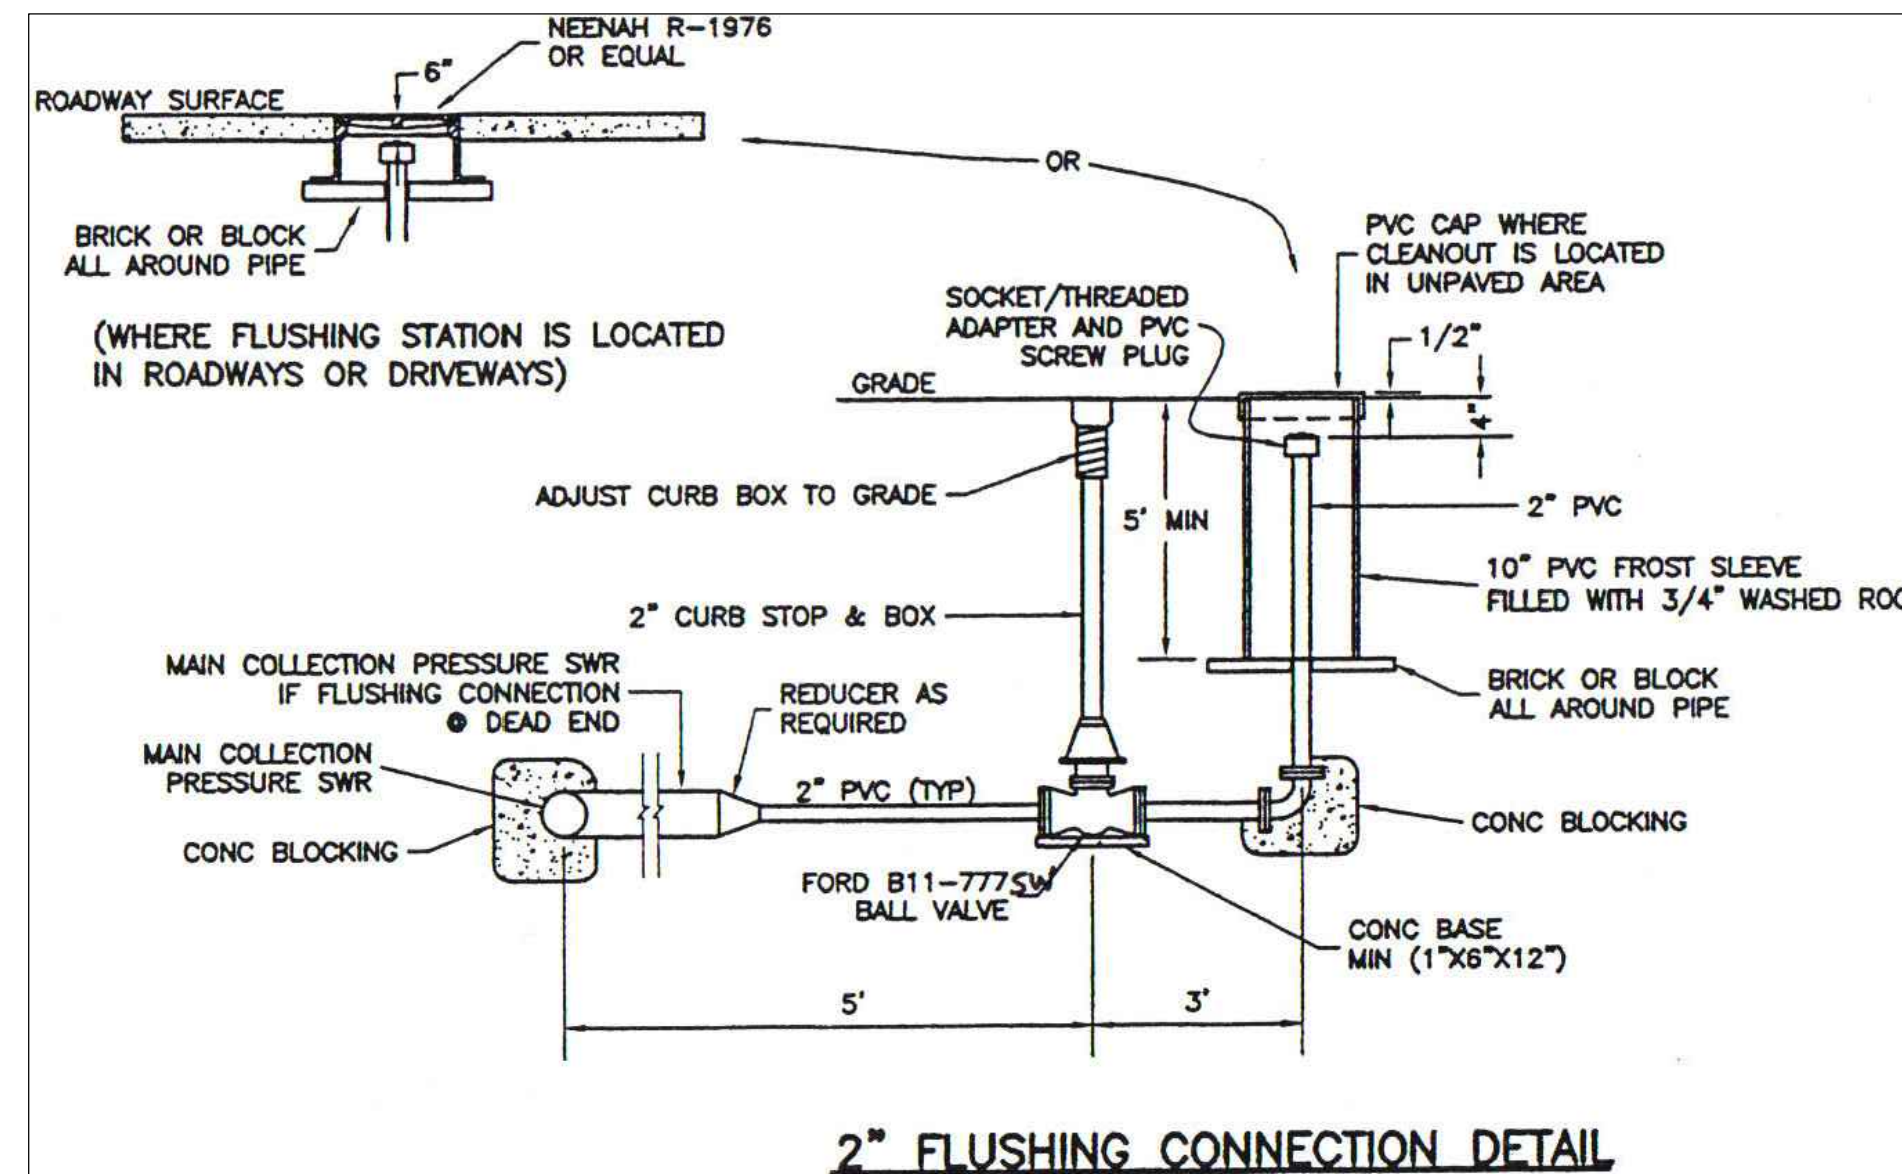 NEENAH R-1976
OR EQUAL
6"
ROADWAY SURFACE
BRICK OR BLOCK
ALL AROUND PIPE
(WHERE FLUSHING STATION IS LOCATED
IN ROADWAYS OR DRIVEWAYS)
OR
PVC CAP WHERE
CLEANOUT IS LOCATED
IN UNPAVED AREA
SOCKET/THREADED
ADAPTER AND PVC
SCREW PLUG
1/2"
GRADE
4"
ADJUST CURB BOX TO GRADE
5' MIN
2" PVC
10" PVC FROST SLEEVE
FILLED WITH 3/4" WASHED ROC
2" CURB STOP & BOX
MAIN COLLECTION PRESSURE SWR
IF FLUSHING CONNECTION
@ DEAD END
REDUCER AS
REQUIRED
BRICK OR BLOCK
ALL AROUND PIPE
MAIN COLLECTION
PRESSURE SWR
2" PVC (TYP)
CONC BLOCKING
CONC BLOCKING
FORD B11-777SW
BALL VALVE
CONC BASE
MIN (1"X6"X12")
5'
3'
2" FLUSHING CONNECTION DETAIL